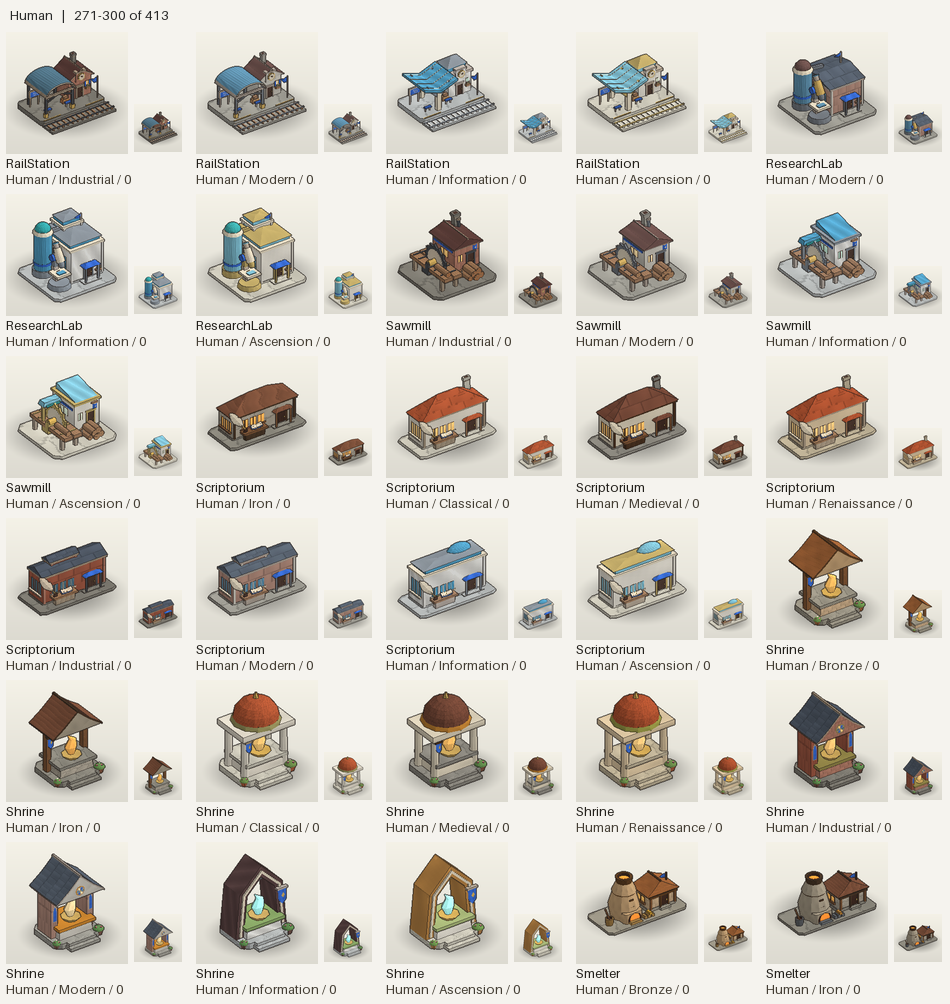 Human | 271-300 of 413
RailStation
Human / Industrial / 0
RailStation
Human / Modern / 0
RailStation
Human / Information / 0
RailStation
Human / Ascension / 0
ResearchLab
Human / Modern / 0
ResearchLab
Human / Information / 0
ResearchLab
Human / Ascension / 0
Sawmill
Human / Industrial / 0
Sawmill
Human / Modern / 0
Sawmill
Human / Information / 0
Sawmill
Human / Ascension / 0
Scriptorium
Human / Iron / 0
Scriptorium
Human / Classical / 0
Scriptorium
Human / Medieval / 0
Scriptorium
Human / Renaissance / 0
Scriptorium
Human / Industrial / 0
Scriptorium
Human / Modern / 0
Scriptorium
Human / Information / 0
Scriptorium
Human / Ascension / 0
Shrine
Human / Bronze / 0
Shrine
Human / Iron / 0
Shrine
Human / Classical / 0
Shrine
Human / Medieval / 0
Shrine
Human / Renaissance / 0
Shrine
Human / Industrial / 0
Shrine
Human / Modern / 0
Shrine
Human / Information / 0
Shrine
Human / Ascension / 0
Smelter
Human / Bronze / 0
Smelter
Human / Iron / 0